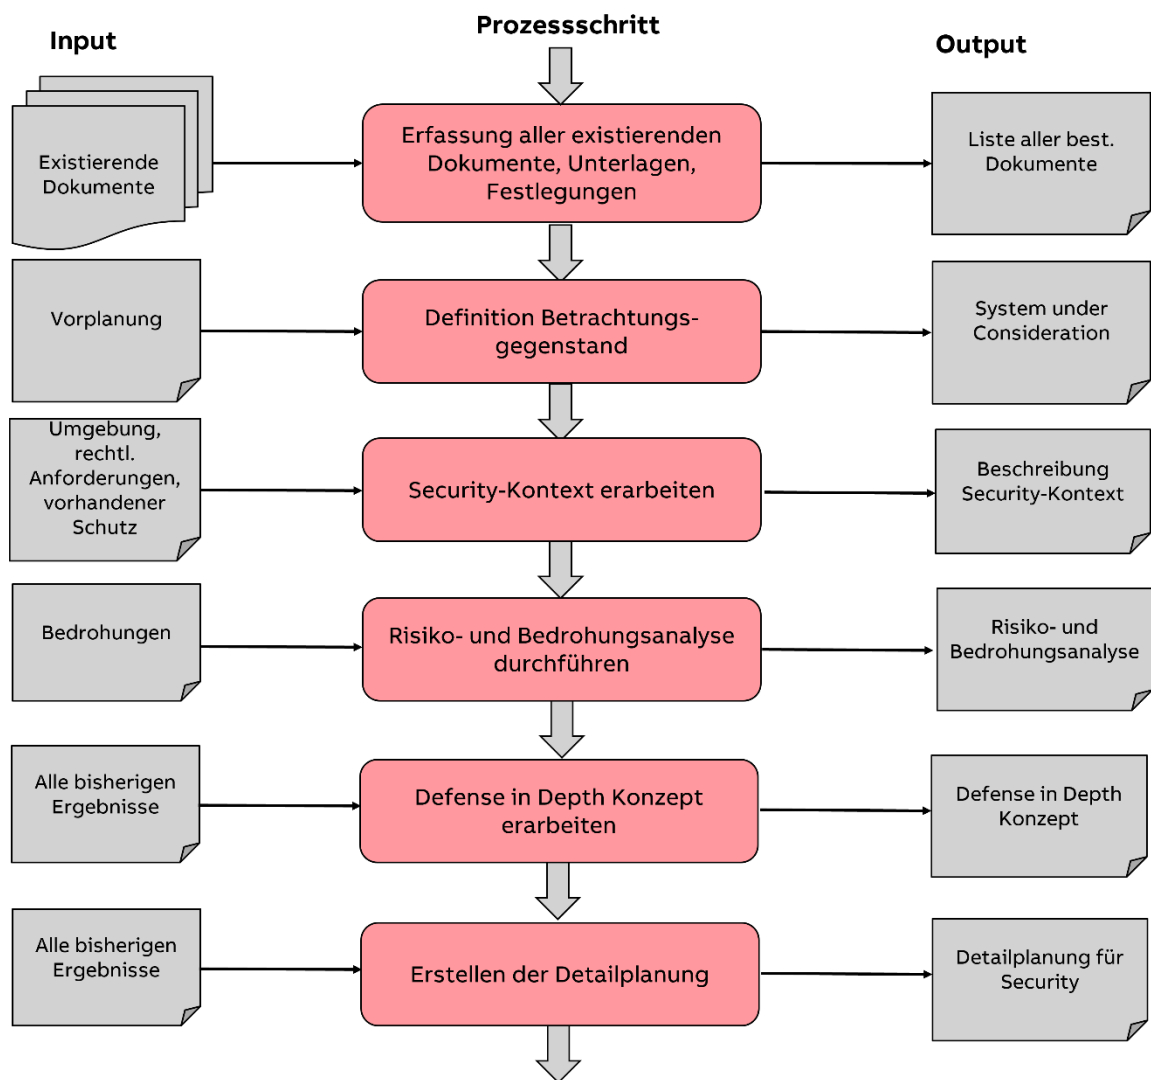 Input
Prozessschritt
Output
Existierende
Dokumente
Erfassung aller existierenden
Dokumente, Unterlagen,
Festlegungen
Liste aller best.
Dokumente
Vorplanung
Definition Betrachtungs-
gegenstand
System under
Consideration
Umgebung,
rechtl.
Anforderungen,
vorhandener
Schutz
Security-Kontext erarbeiten
Beschreibung
Security-Kontext
Bedrohungen
Risiko- und Bedrohungsanalyse
durchführen
Risiko- und
Bedrohungsanalyse
Alle bisherigen
Ergebnisse
Defense in Depth Konzept
erarbeiten
Defense in Depth
Konzept
Alle bisherigen
Ergebnisse
Erstellen der Detailplanung
Detailplanung für
Security